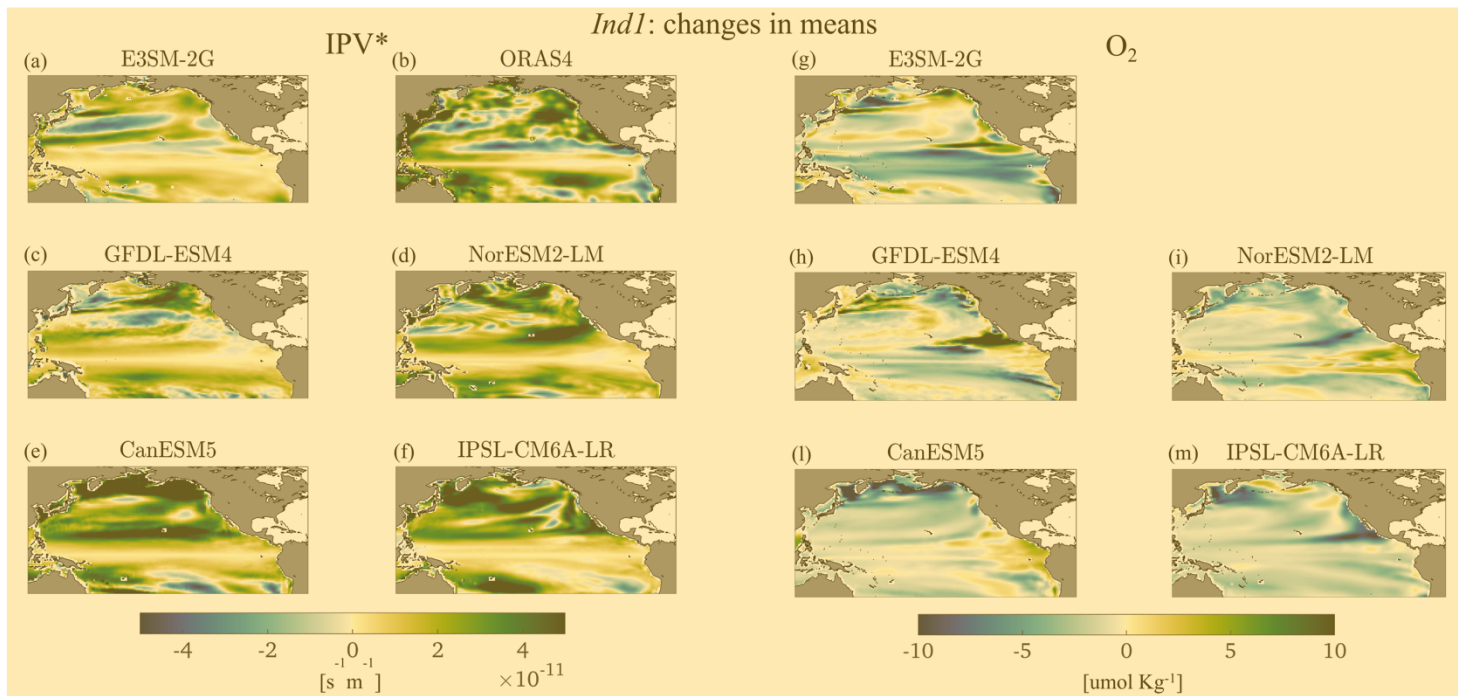 Ind1: changes in means
IPV*
O2
(a) E3SM-2G
(b) ORAS4
(g) E3SM-2G
(c) GFDL-ESM4
(d) NorESM2-LM
(h) GFDL-ESM4
(i) NorESM2-LM
(e) CanESM5
(f) IPSL-CM6A-LR
(l) CanESM5
(m) IPSL-CM6A-LR
-4 -2 0 2 4
×10⁻¹¹
[s⁻¹ m⁻¹]
-10 -5 0 5 10
[umol Kg⁻¹]